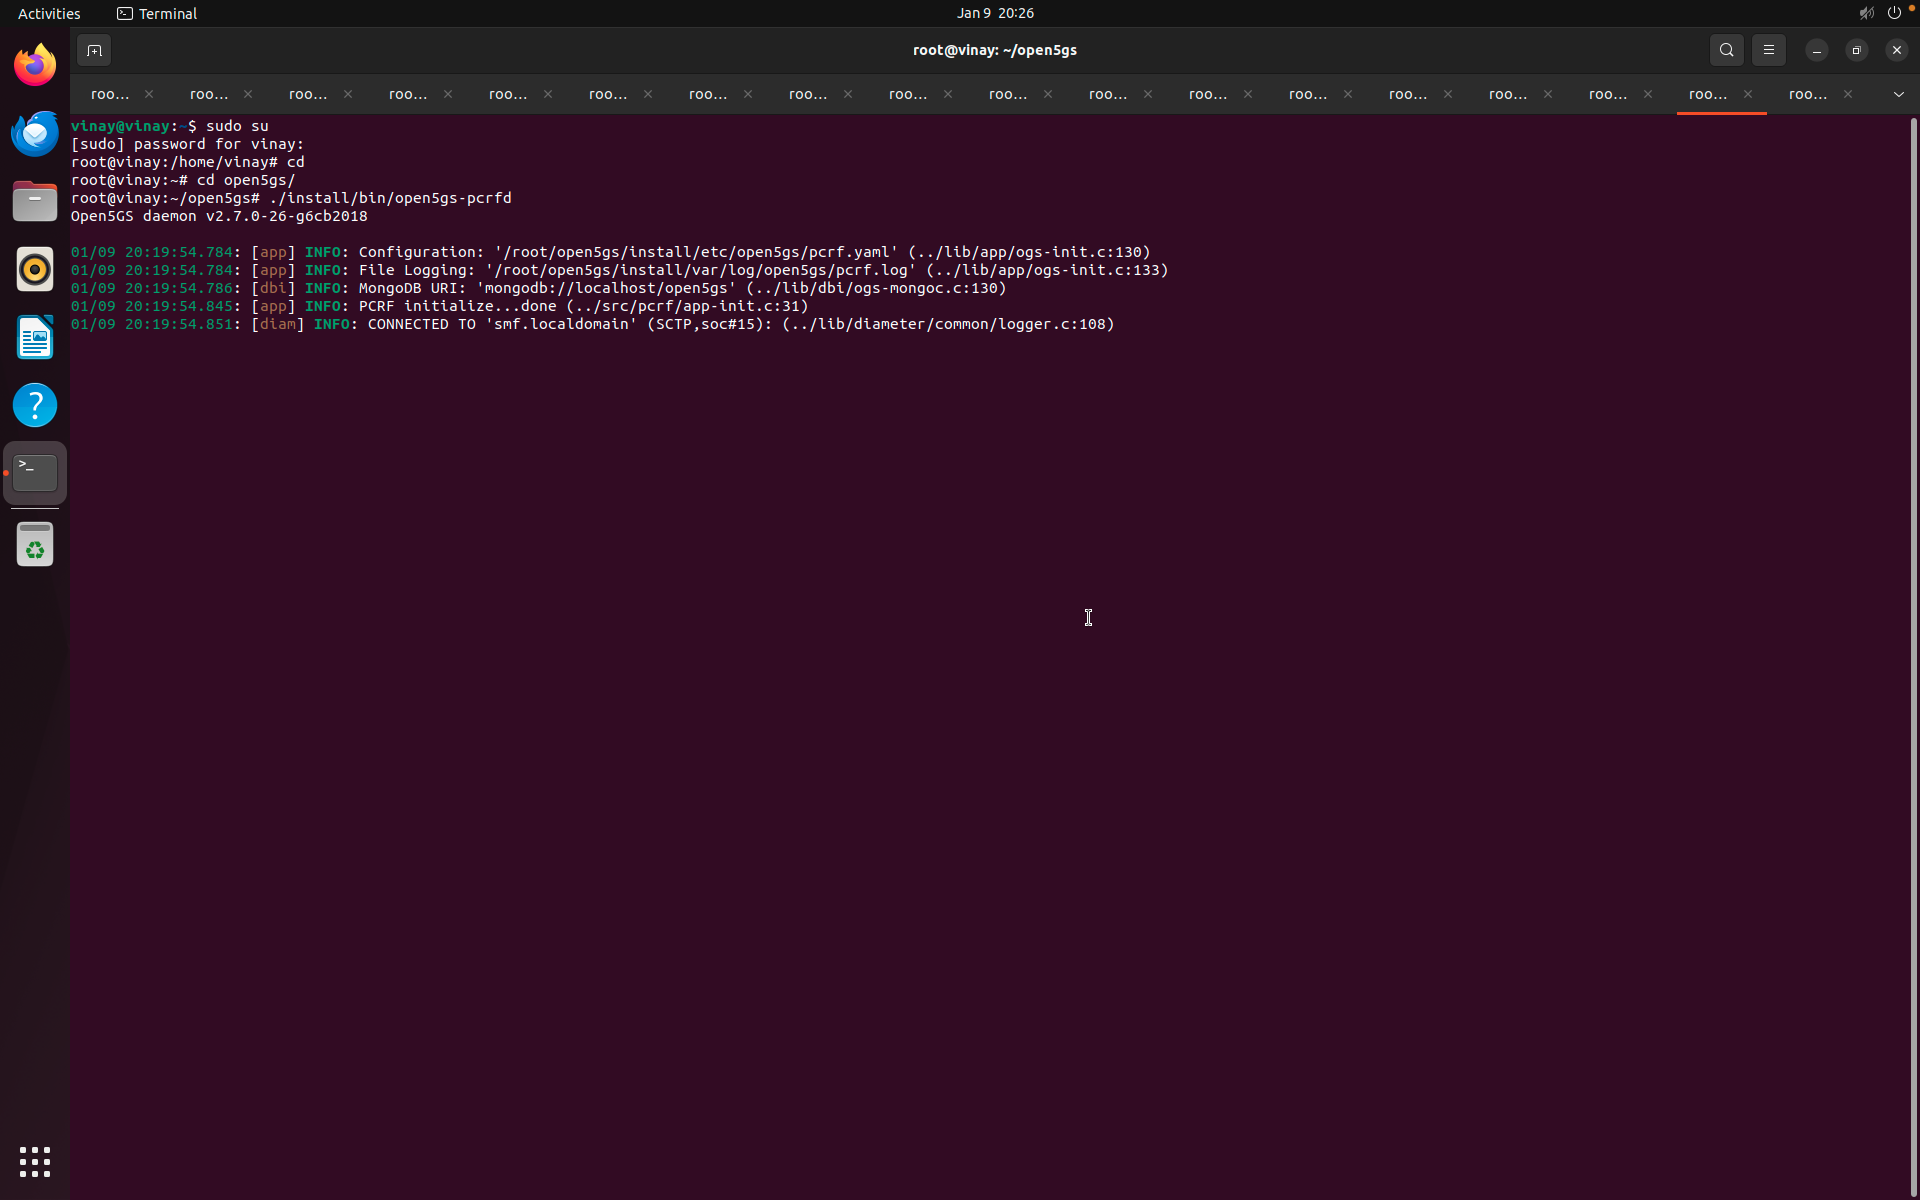 Activities
Terminal
Jan 9 20:26
root@vinay: ~/open5gs
roo... roo... roo... roo... roo... roo... roo... roo... roo... roo... roo... roo... roo... roo... roo... roo... roo... roo...
vinay@vinay:~$ sudo su
[sudo] password for vinay:
root@vinay:/home/vinay# cd
root@vinay:~# cd open5gs/
root@vinay:~/open5gs# ./install/bin/open5gs-pcrfd
Open5GS daemon v2.7.0-26-g6cb2018
01/09 20:19:54.784: [app] INFO: Configuration: '/root/open5gs/install/etc/open5gs/pcrf.yaml' (../lib/app/ogs-init.c:130)
01/09 20:19:54.784: [app] INFO: File Logging: '/root/open5gs/install/var/log/open5gs/pcrf.log' (../lib/app/ogs-init.c:133)
01/09 20:19:54.786: [dbi] INFO: MongoDB URI: 'mongodb://localhost/open5gs' (../lib/dbi/ogs-mongoc.c:130)
01/09 20:19:54.845: [app] INFO: PCRF initialize...done (../src/pcrf/app-init.c:31)
01/09 20:19:54.851: [diam] INFO: CONNECTED TO 'smf.localdomain' (SCTP,soc#15): (../lib/diameter/common/logger.c:108)